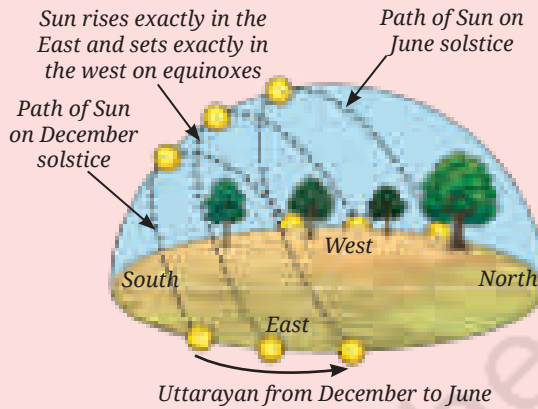 Sun rises exactly in the
East and sets exactly in
the west on equinoxes
Path of Sun on
June solstice
Path of Sun
on December
solstice
West
South
North
East
Uttarayan from December to June